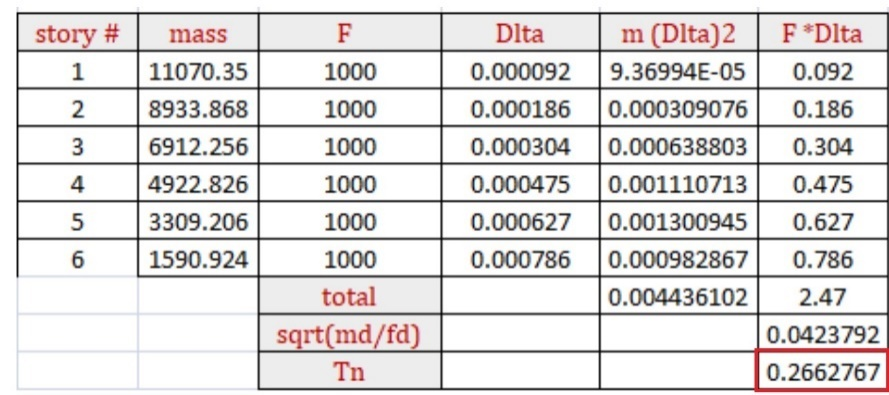 story # mass F Dlta m (Dlta)2 F *Dlta
1 11070.35 1000 0.000092 9.36994E-05 0.092
2 8933.868 1000 0.000186 0.000309076 0.186
3 6912.256 1000 0.000304 0.000638803 0.304
4 4922.826 1000 0.000475 0.001110713 0.475
5 3309.206 1000 0.000627 0.001300945 0.627
6 1590.924 1000 0.000786 0.000982867 0.786
total 0.004436102 2.47
sqrt(md/fd) 0.0423792
Tn 0.2662767